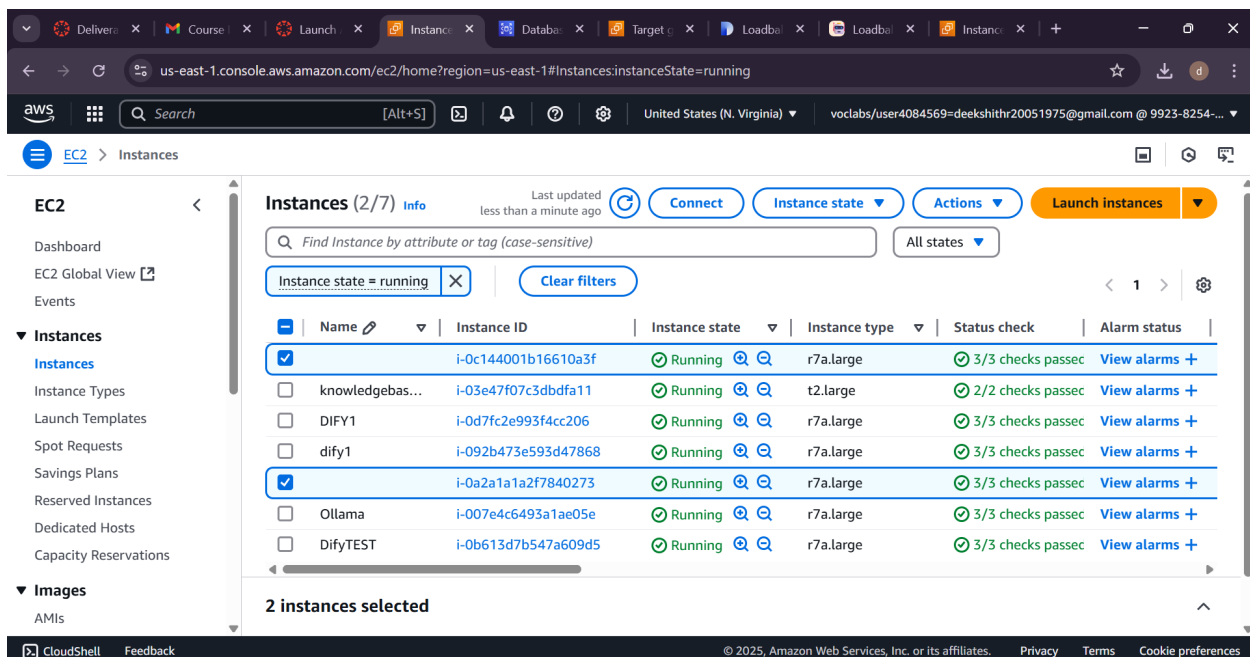 Delivera
Course
Launch
Instance
Databas
Target g
Loadbal
Loadbal
Instance
us-east-1.console.aws.amazon.com/ec2/home?region=us-east-1#Instances:instanceState=running
d
aws
Search
[Alt+S]
United States (N. Virginia)
voclabs/user4084569=deekshithr20051975@gmail.com @ 9923-8254-...
EC2 > Instances
EC2
Dashboard
EC2 Global View
Events
Instances
Instances
Instance Types
Launch Templates
Spot Requests
Savings Plans
Reserved Instances
Dedicated Hosts
Capacity Reservations
Images
AMIs
Instances (2/7) Info
Last updated
less than a minute ago
Connect
Instance state
Actions
Launch instances
Find Instance by attribute or tag (case-sensitive)
All states
Instance state = running
Clear filters
1
Name Instance ID Instance state Instance type Status check Alarm status
i-0c144001b16610a3f Running r7a.large 3/3 checks passed View alarms +
knowledgebas... i-03e47f07c3dbdfa11 Running t2.large 2/2 checks passed View alarms +
DIFY1 i-0d7fc2e993f4cc206 Running r7a.large 3/3 checks passed View alarms +
dify1 i-092b473e593d47868 Running r7a.large 3/3 checks passed View alarms +
i-0a2a1a1a2f7840273 Running r7a.large 3/3 checks passed View alarms +
Ollama i-007e4c6493a1ae05e Running r7a.large 3/3 checks passed View alarms +
DifyTEST i-0b613d7b547a609d5 Running r7a.large 3/3 checks passed View alarms +
2 instances selected
CloudShell Feedback © 2025, Amazon Web Services, Inc. or its affiliates. Privacy Terms Cookie preferences